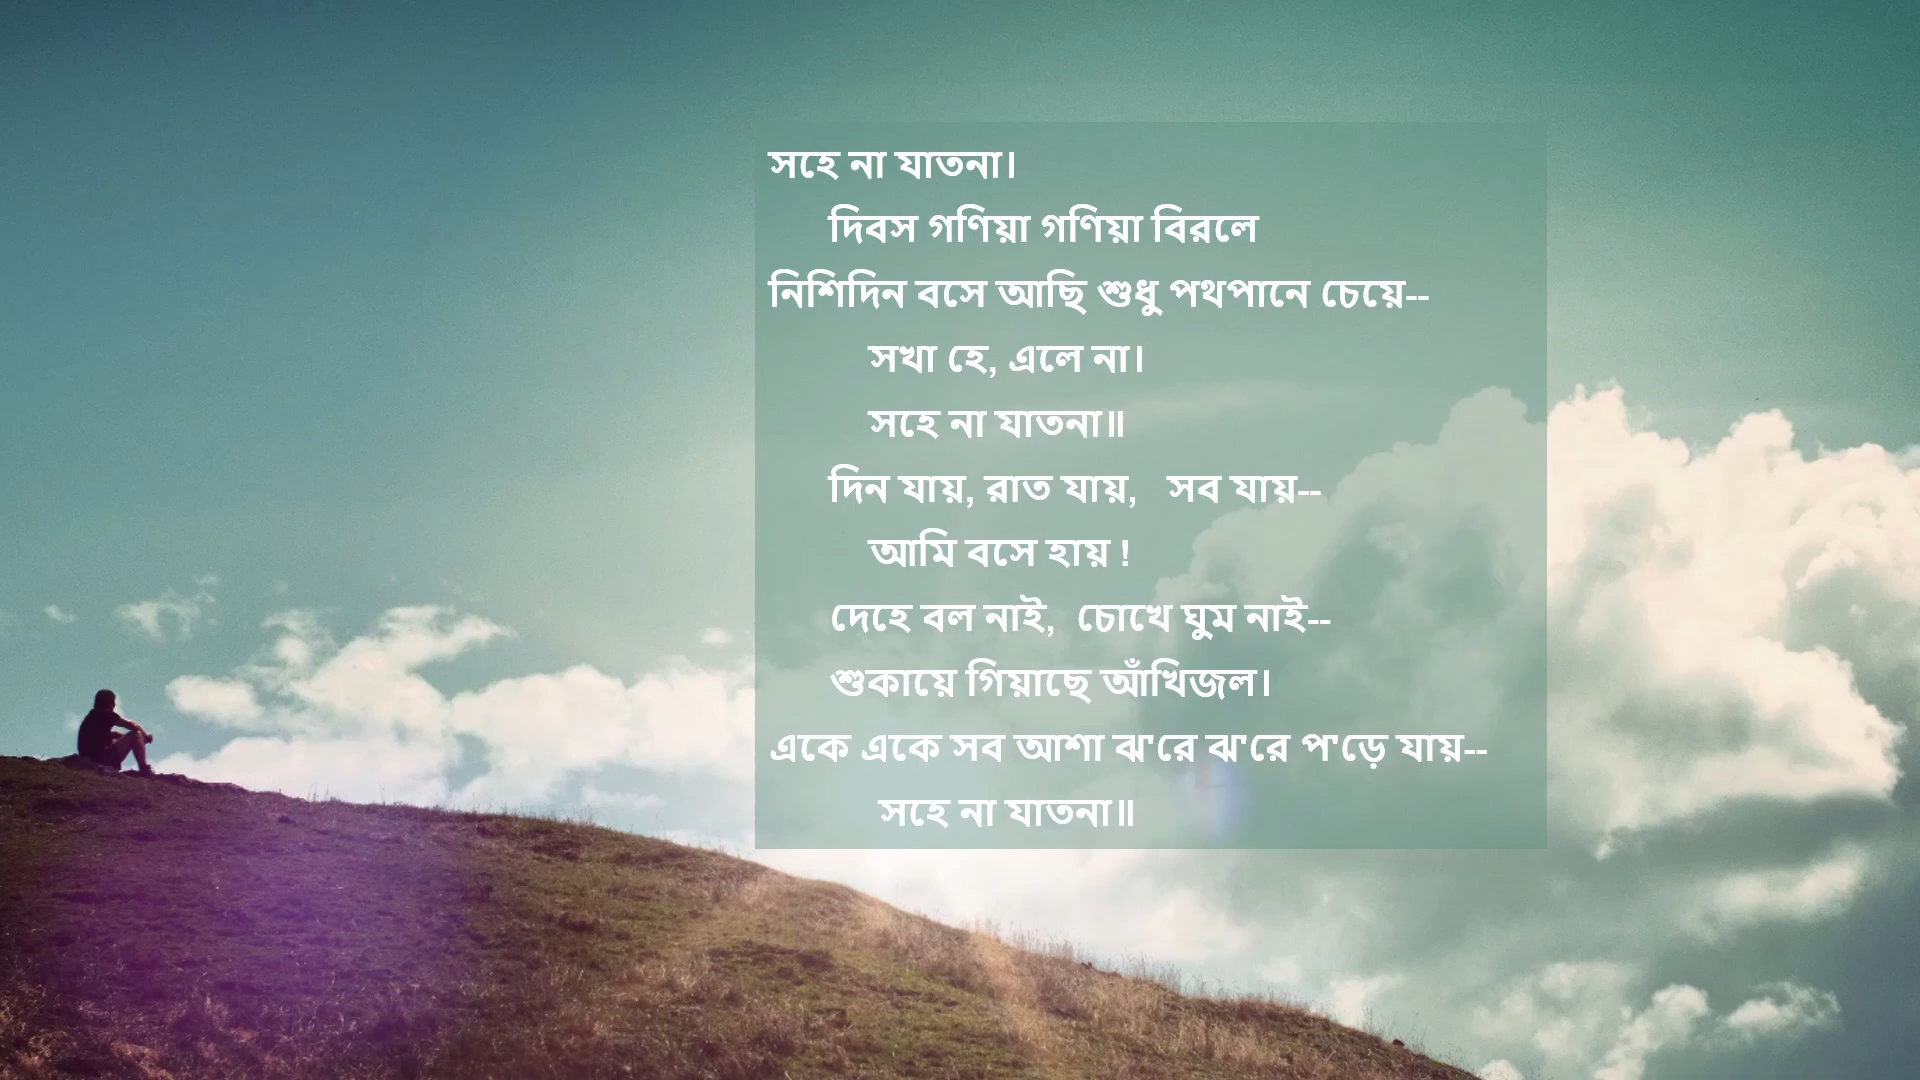 সহে না যাতনা।
দিবস গণিয়া গণিয়া বিরলে
নিশিদিন বসে আছি শুধু পথপানে চেয়ে--
সখা হে, এলে না।
সহে না যাতনা॥
দিন যায়, রাত যায়, সব যায়--
আমি বসে হায় !
দেহে বল নাই, চোখে ঘুম নাই--
শুকায়ে গিয়াছে আঁখিজল।
একে একে সব আশা ঝ'রে ঝ'রে প'ড়ে যায়--
সহে না যাতনা॥